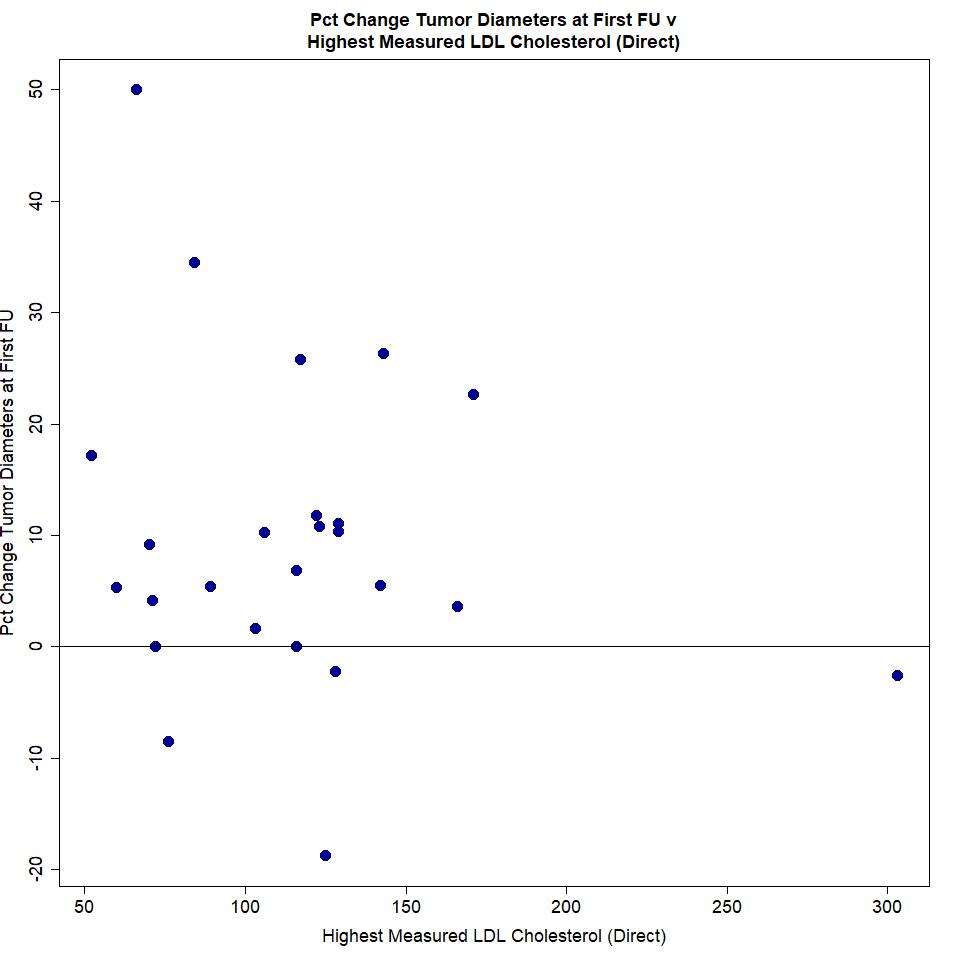 Pct Change Tumor Diameters at First FU v
Highest Measured LDL Cholesterol (Direct)
Pct Change Tumor Diameters at First FU
50
40
30
20
10
0
-10
-20
50 100 150 200 250 300
Highest Measured LDL Cholesterol (Direct)